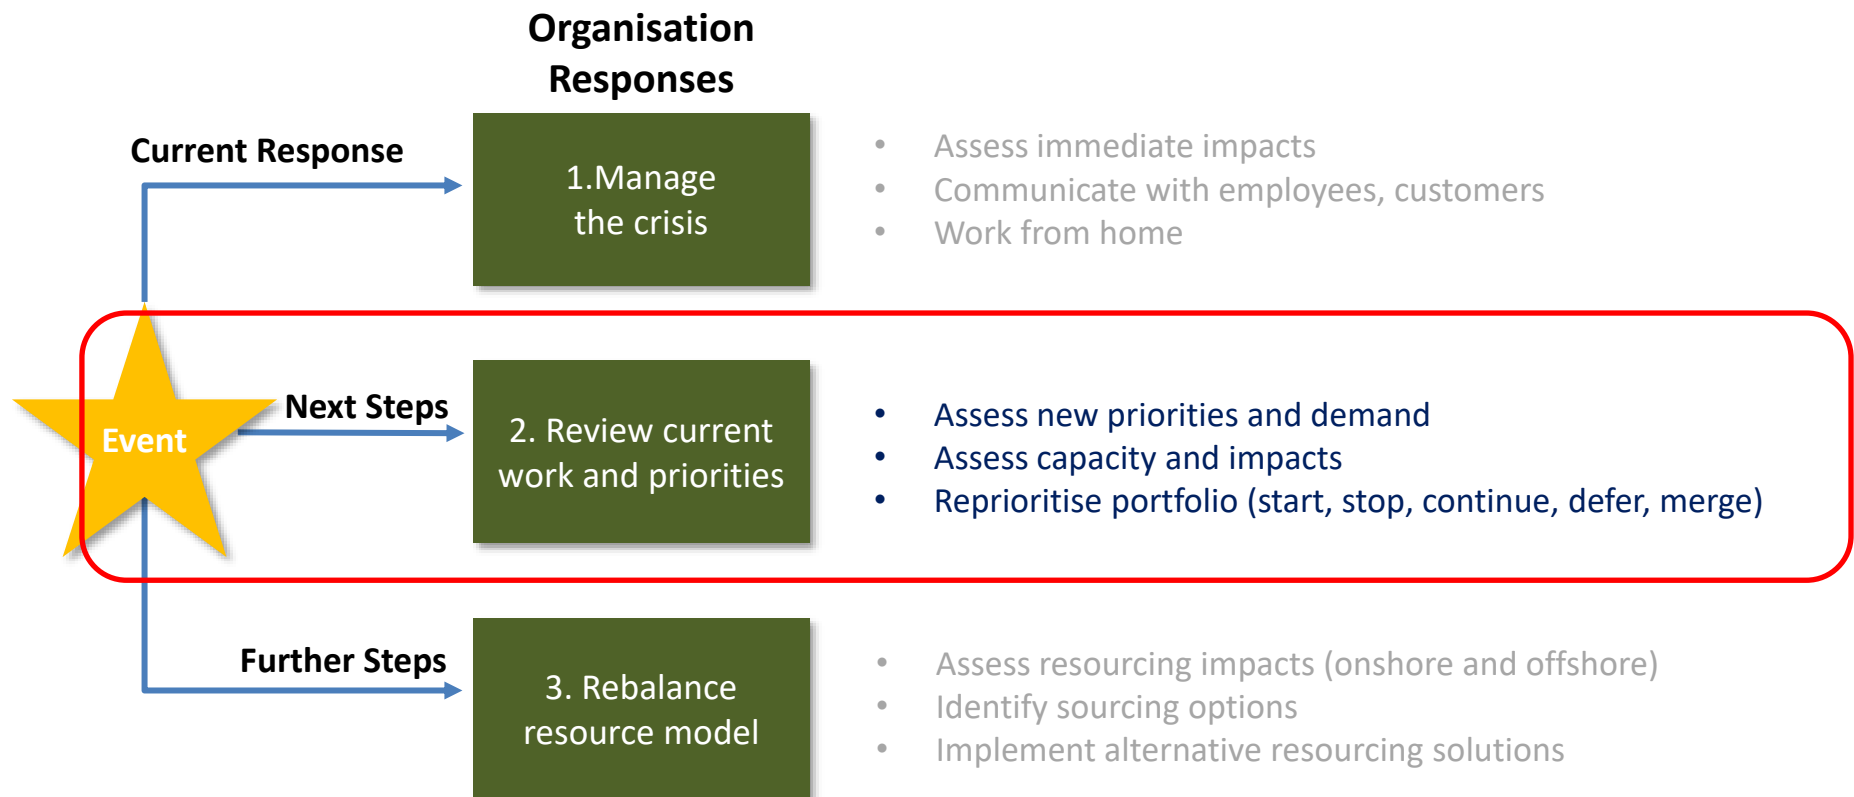 Organisation
Responses
Current Response
1.Manage
the crisis
• Assess immediate impacts
• Communicate with employees, customers
• Work from home
Event
Next Steps
2. Review current
work and priorities
• Assess new priorities and demand
• Assess capacity and impacts
• Reprioritise portfolio (start, stop, continue, defer, merge)
Further Steps
3. Rebalance
resource model
• Assess resourcing impacts (onshore and offshore)
• Identify sourcing options
• Implement alternative resourcing solutions